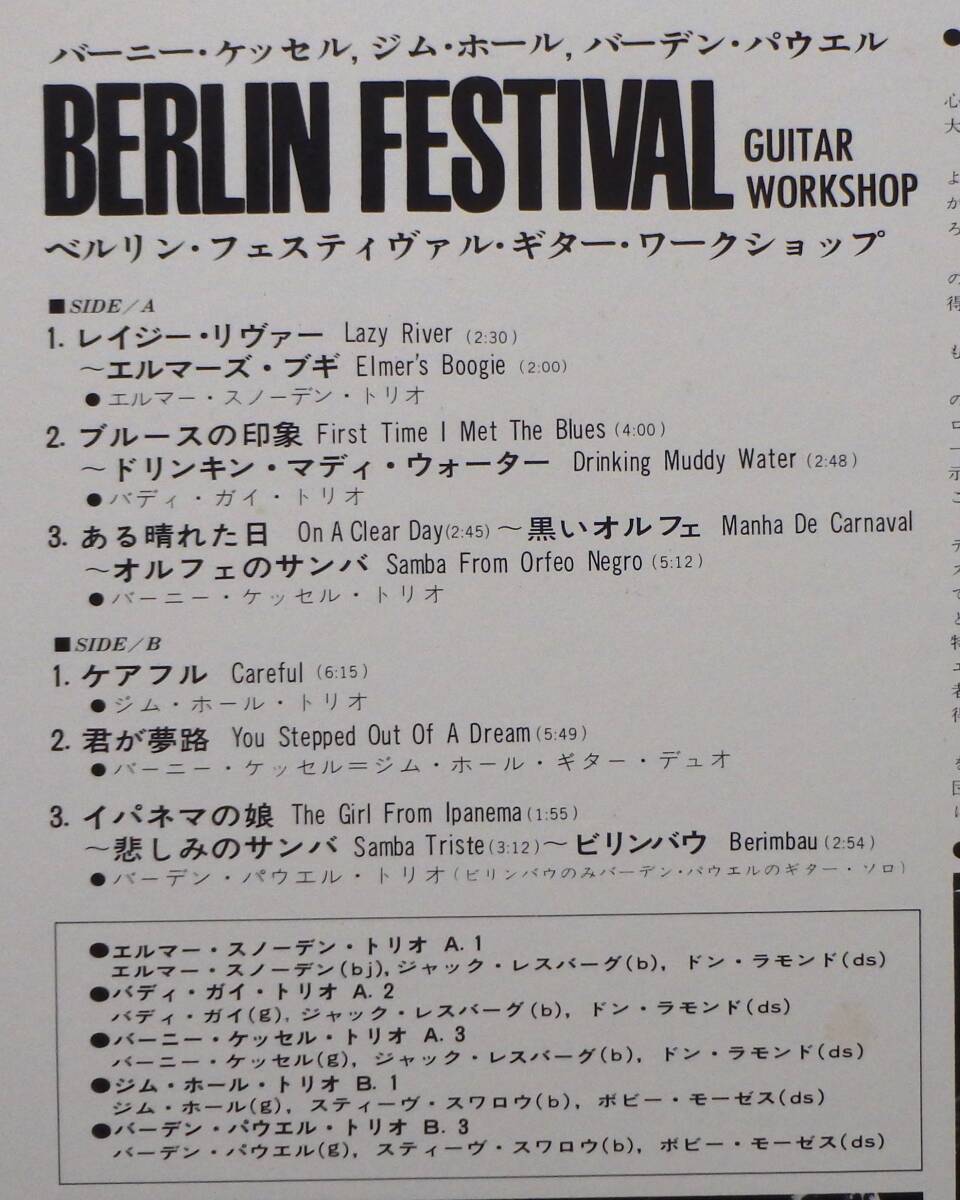 バーニー・ケッセル, ジム・ホール, バーデン・パウエル
BERLIN FESTIVAL GUITAR WORKSHOP
ベルリン・フェスティヴァル・ギター・ワークショップ
■SIDE/A
1. レイジー・リヴァー Lazy River (2:30)
～エルマーズ・ブギ Elmer's Boogie (2:00)
●エルマー・スノーデン・トリオ
2. ブルースの印象 First Time I Met The Blues (4:00)
～ドリンキン・マディ・ウォーター Drinking Muddy Water (2:48)
●バディ・ガイ・トリオ
3. ある晴れた日 On A Clear Day(2:45) ～黒いオルフェ Manha De Carnaval
～オルフェのサンバ Samba From Orfeo Negro (5:12)
●バーニー・ケッセル・トリオ
■SIDE/B
1. ケアフル Careful (6:15)
●ジム・ホール・トリオ
2. 君が夢路 You Stepped Out Of A Dream(5:49)
●バーニー・ケッセル＝ジム・ホール・ギター・デュオ
3. イパネマの娘 The Girl From Ipanema(1:55)
～悲しみのサンバ Samba Triste(3:12)～ビリンバウ Berimbau(2:54)
●バーデン・パウエル・トリオ(ビリンバウのみバーデン・パウエルのギター・ソロ)
●エルマー・スノーデン・トリオ A. 1
エルマー・スノーデン(bj), ジャック・レスバーグ(b), ドン・ラモンド(ds)
●バディ・ガイ・トリオ A. 2
バディ・ガイ(g), ジャック・レスバーグ(b), ドン・ラモンド(ds)
●バーニー・ケッセル・トリオ A. 3
バーニー・ケッセル(g), ジャック・レスバーグ(b), ドン・ラモンド(ds)
●ジム・ホール・トリオ B. 1
ジム・ホール(g), スティーヴ・スワロウ(b), ボビー・モーゼス(ds)
●バーデン・パウエル・トリオ B. 3
バーデン・パウエル(g), スティーヴ・スワロウ(b), ボビー・モーゼス(ds)